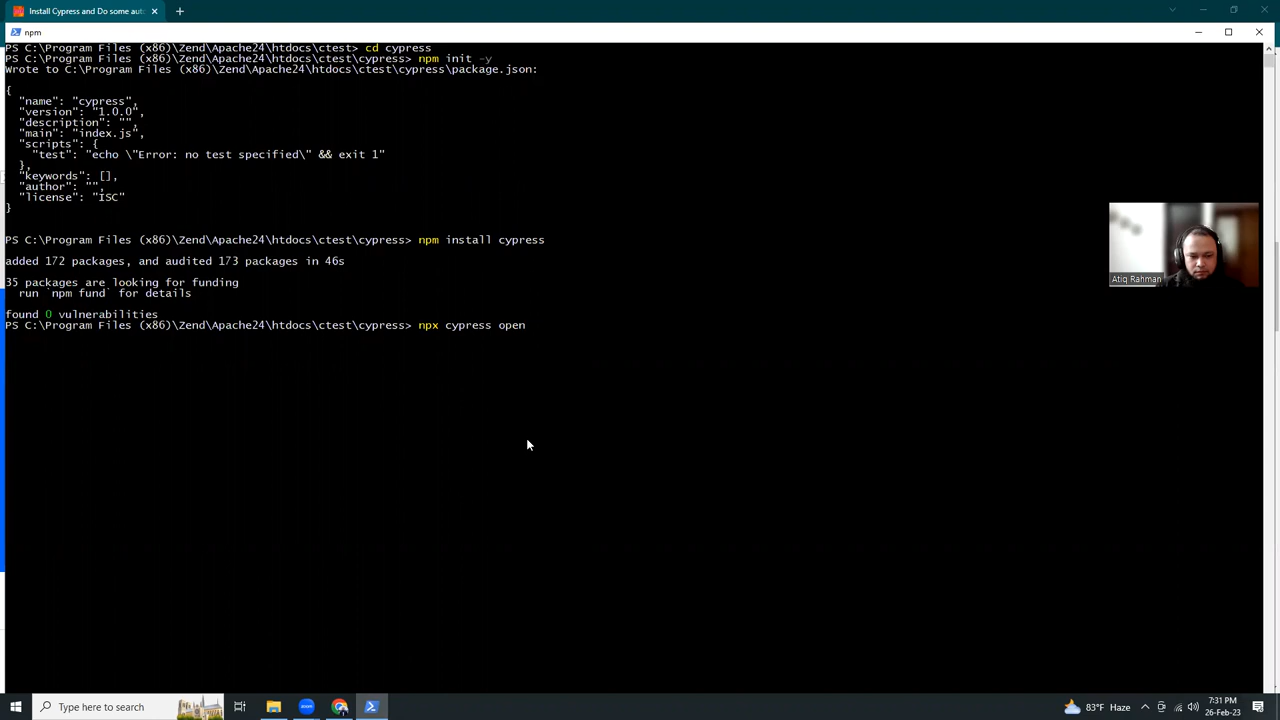 Install Cypress and Do some aut
npm
PS C:\Program Files (x86)\Zend\Apache24\htdocs\ctest> cd cypress
PS C:\Program Files (x86)\Zend\Apache24\htdocs\ctest\cypress> npm init -y
Wrote to C:\Program Files (x86)\Zend\Apache24\htdocs\ctest\cypress\package.json:
{
"name": "cypress",
"version": "1.0.0",
"description": "",
"main": "index.js",
"scripts": {
"test": "echo \"Error: no test specified\" && exit 1"
},
"keywords": [],
"author": "",
"license": "ISC"
}
PS C:\Program Files (x86)\Zend\Apache24\htdocs\ctest\cypress> npm install cypress
added 172 packages, and audited 173 packages in 46s
35 packages are looking for funding
run `npm fund` for details
found 0 vulnerabilities
PS C:\Program Files (x86)\Zend\Apache24\htdocs\ctest\cypress> npx cypress open
Atiq Rahman
Type here to search
83°F Haze
7:31 PM
26-Feb-23